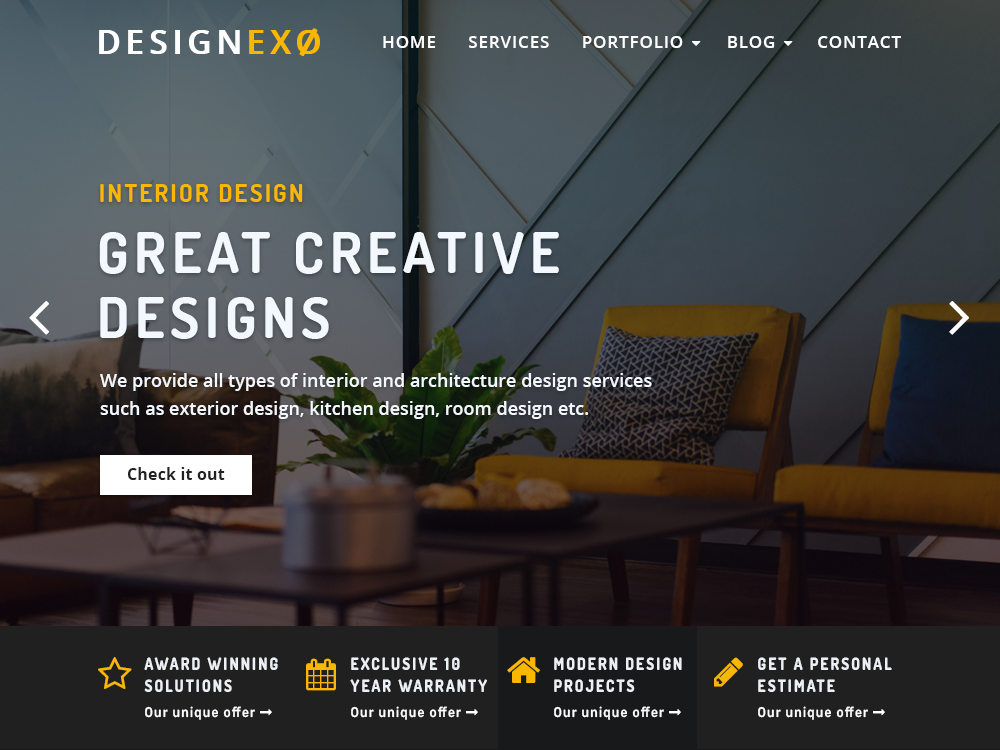 DESIGNEXØ
HOME SERVICES PORTFOLIO BLOG CONTACT
INTERIOR DESIGN
GREAT CREATIVE
DESIGNS
We provide all types of interior and architecture design services
such as exterior design, kitchen design, room design etc.
Check it out
AWARD WINNING
SOLUTIONS
Our unique offer
EXCLUSIVE 10
YEAR WARRANTY
Our unique offer
MODERN DESIGN
PROJECTS
Our unique offer
GET A PERSONAL
ESTIMATE
Our unique offer